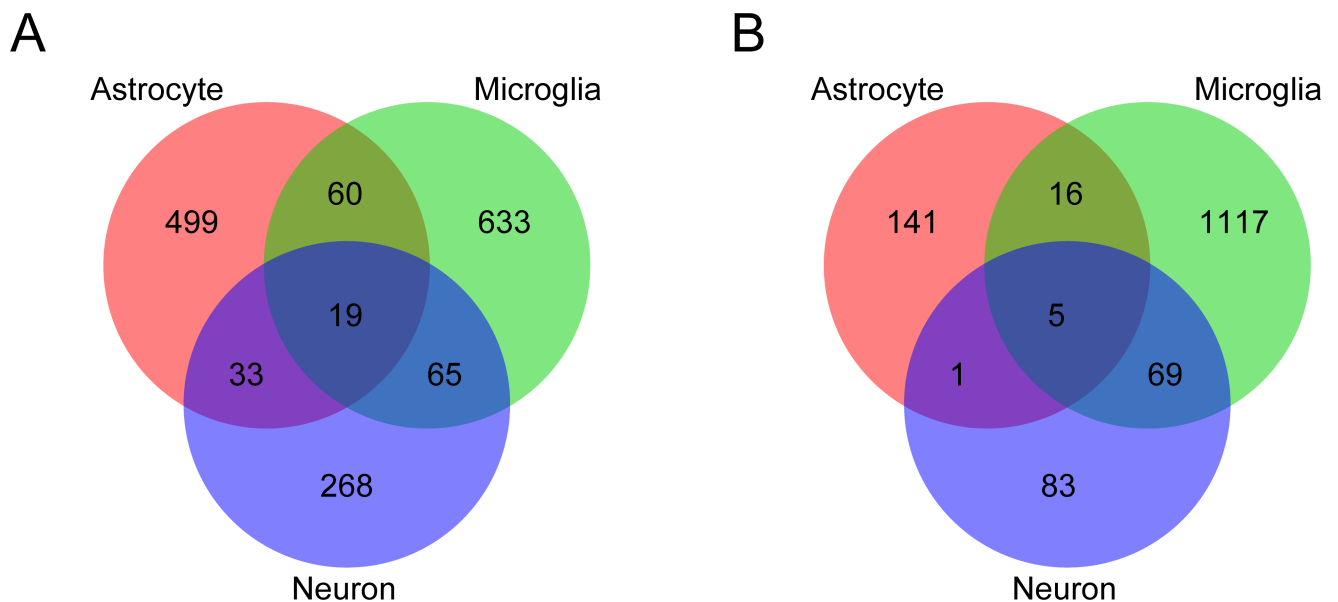 A
Astrocyte Microglia
60
499 633
19
33 65
268
Neuron
B
Astrocyte Microglia
16
141 1117
5
1 69
83
Neuron